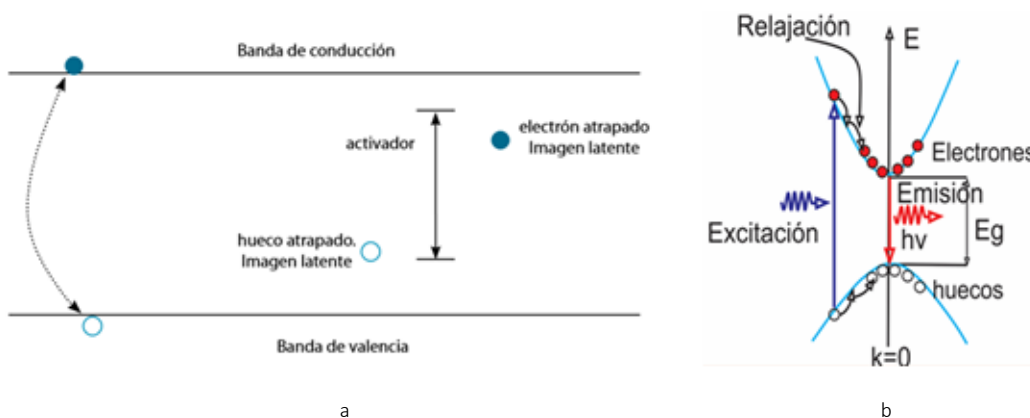 Banda de conducción
activador
electrón atrapado
Imagen latente
hueco atrapado.
Imagen latente
Banda de valencia
a
Relajación
E
Electrones
Emisión
Excitación
hv
Eg
huecos
k=0
b